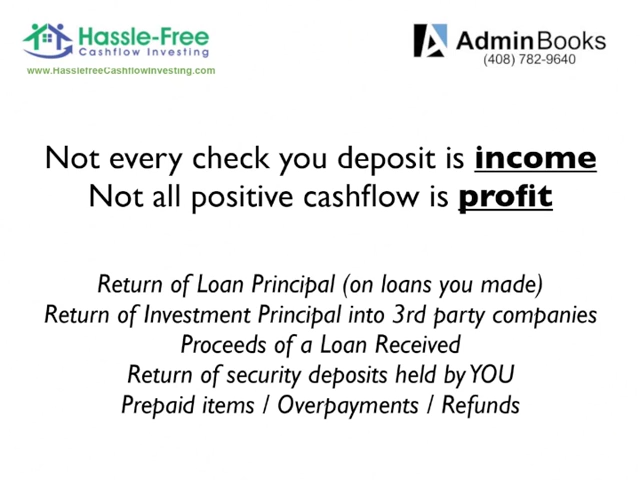 Hassle-Free
Cashflow Investing
www.HasslefreeCashflowInvesting.com
AdminBooks
(408) 782-9640
Not every check you deposit is income
Not all positive cashflow is profit
Return of Loan Principal (on loans you made)
Return of Investment Principal into 3rd party companies
Proceeds of a Loan Received
Return of security deposits held by YOU
Prepaid items / Overpayments / Refunds